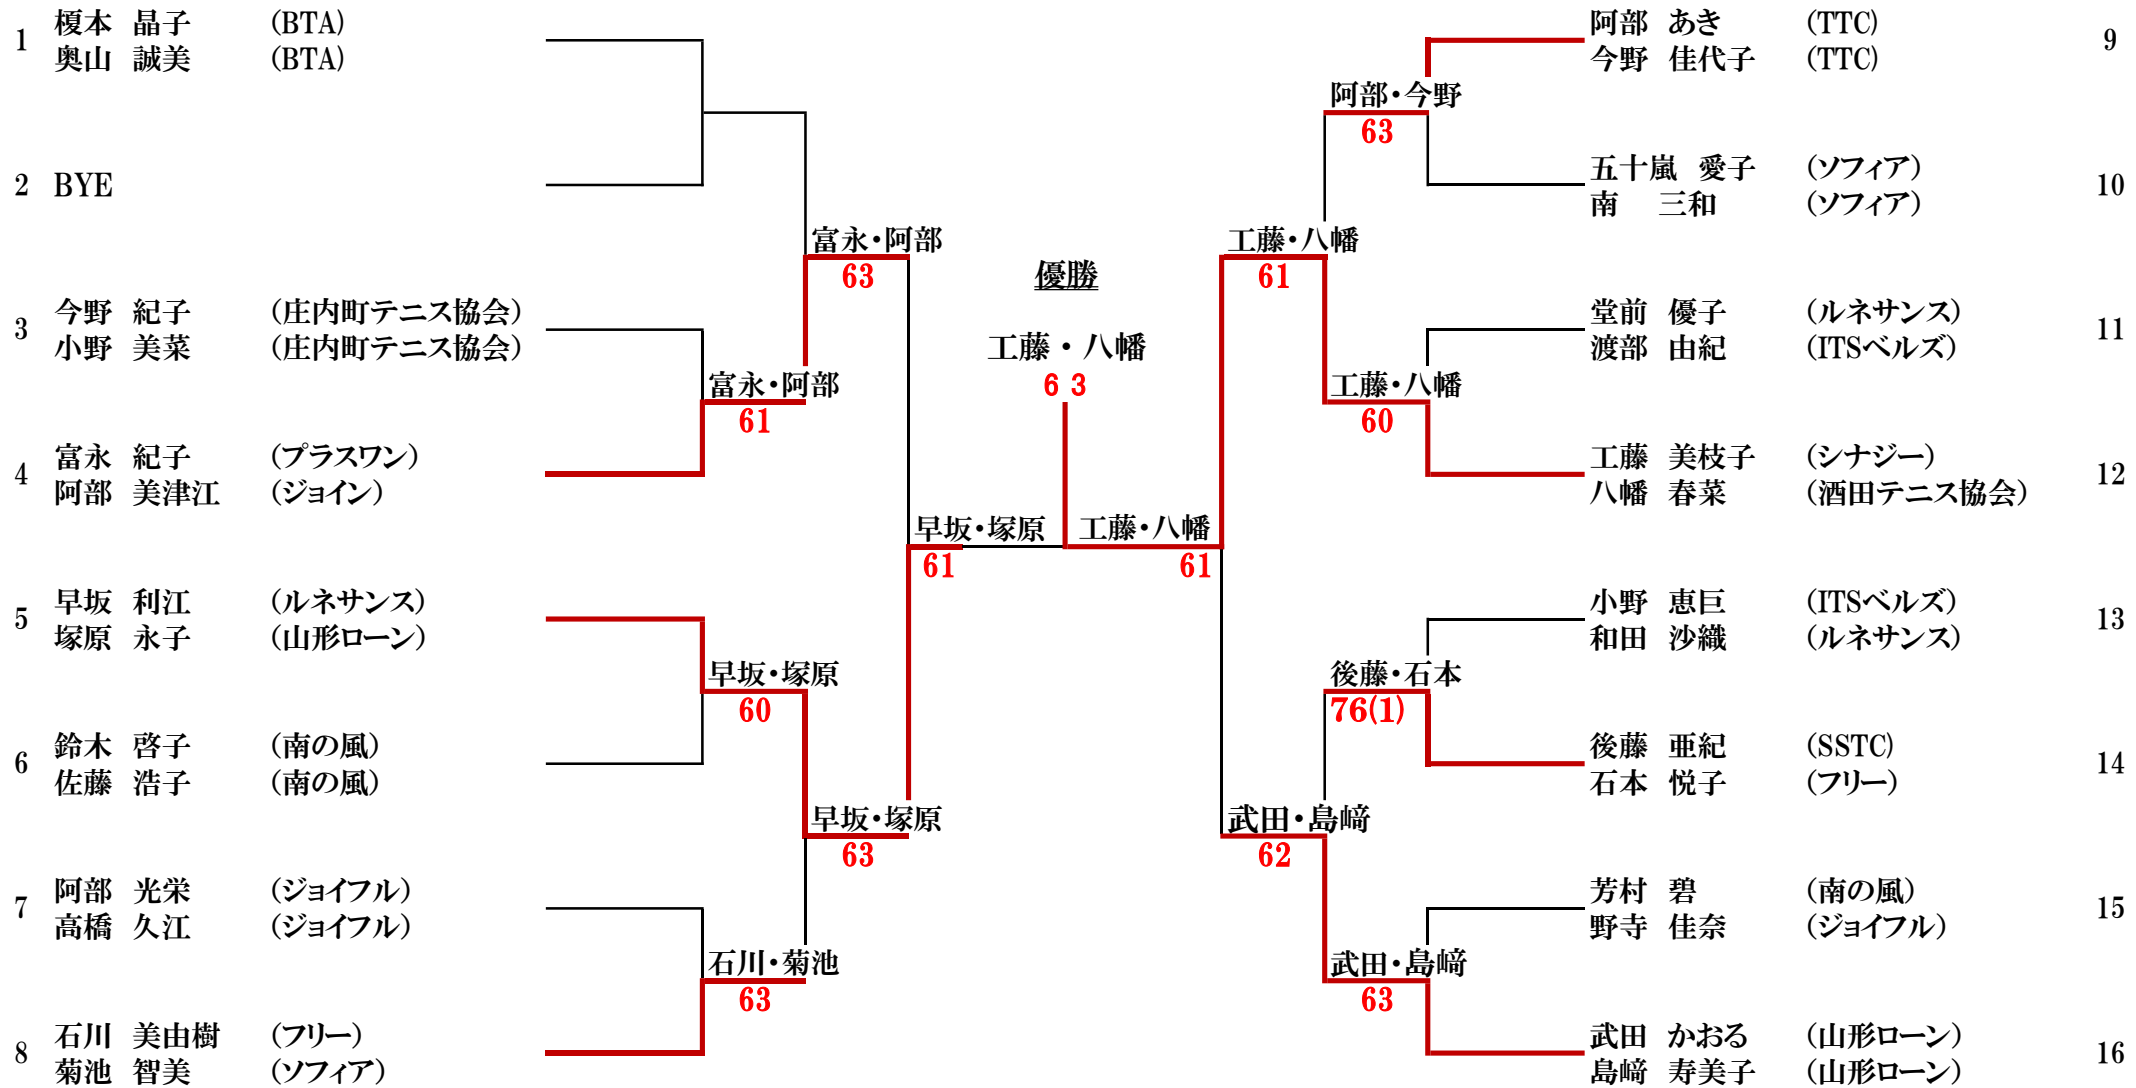 1 榎本 晶子 (BTA)
奥山 誠美 (BTA)
2 BYE
3 今野 紀子 (庄内町テニス協会)
小野 美菜 (庄内町テニス協会)
4 富永 紀子 (プラスワン)
阿部 美津江 (ジョイン)
5 早坂 利江 (ルネサンス)
塚原 永子 (山形ローン)
6 鈴木 啓子 (南の風)
佐藤 浩子 (南の風)
7 阿部 光栄 (ジョイフル)
高橋 久江 (ジョイフル)
8 石川 美由樹 (フリー)
菊池 智美 (ソフィア)
富永・阿部
61
早坂・塚原
60
石川・菊池
63
富永・阿部
63
早坂・塚原
63
早坂・塚原
61
優勝
工藤・八幡
6 3
工藤・八幡
61
工藤・八幡
61
武田・島﨑
62
阿部・今野
63
工藤・八幡
60
後藤・石本
76(1)
武田・島﨑
63
阿部 あき (TTC) 9
今野 佳代子 (TTC)
五十嵐 愛子 (ソフィア) 10
南 三和 (ソフィア)
堂前 優子 (ルネサンス) 11
渡部 由紀 (ITSベルズ)
工藤 美枝子 (シナジー) 12
八幡 春菜 (酒田テニス協会)
小野 恵巨 (ITSベルズ) 13
和田 沙織 (ルネサンス)
後藤 亜紀 (SSTC) 14
石本 悦子 (フリー)
芳村 碧 (南の風) 15
野寺 佳奈 (ジョイフル)
武田 かおる (山形ローン) 16
島﨑 寿美子 (山形ローン)